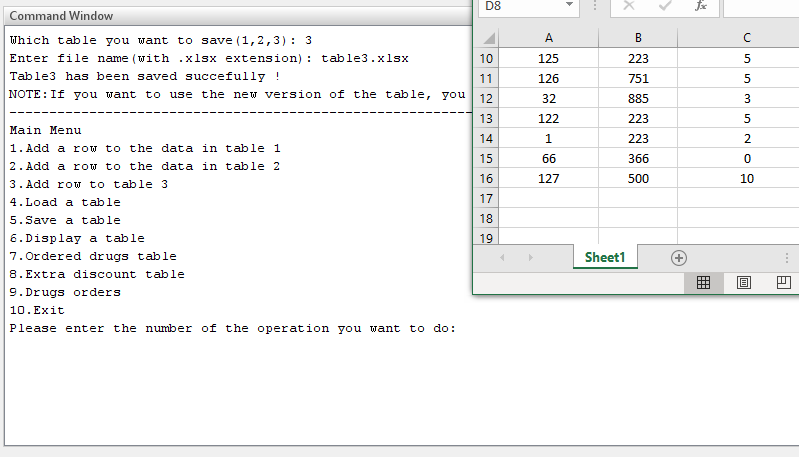 Command Window
Which table you want to save(1,2,3): 3
Enter file name(with .xlsx extension): table3.xlsx
Table3 has been saved succefully !
NOTE:If you want to use the new version of the table, you
--------------------------------------------------------------
Main Menu
1.Add a row to the data in table 1
2.Add a row to the data in table 2
3.Add row to table 3
4.Load a table
5.Save a table
6.Display a table
7.Ordered drugs table
8.Extra discount table
9.Drugs orders
10.Exit
Please enter the number of the operation you want to do:
D8 fx
A B C
10 125 223 5
11 126 751 5
12 32 885 3
13 122 223 5
14 1 223 2
15 66 366 0
16 127 500 10
17
18
19
Sheet1